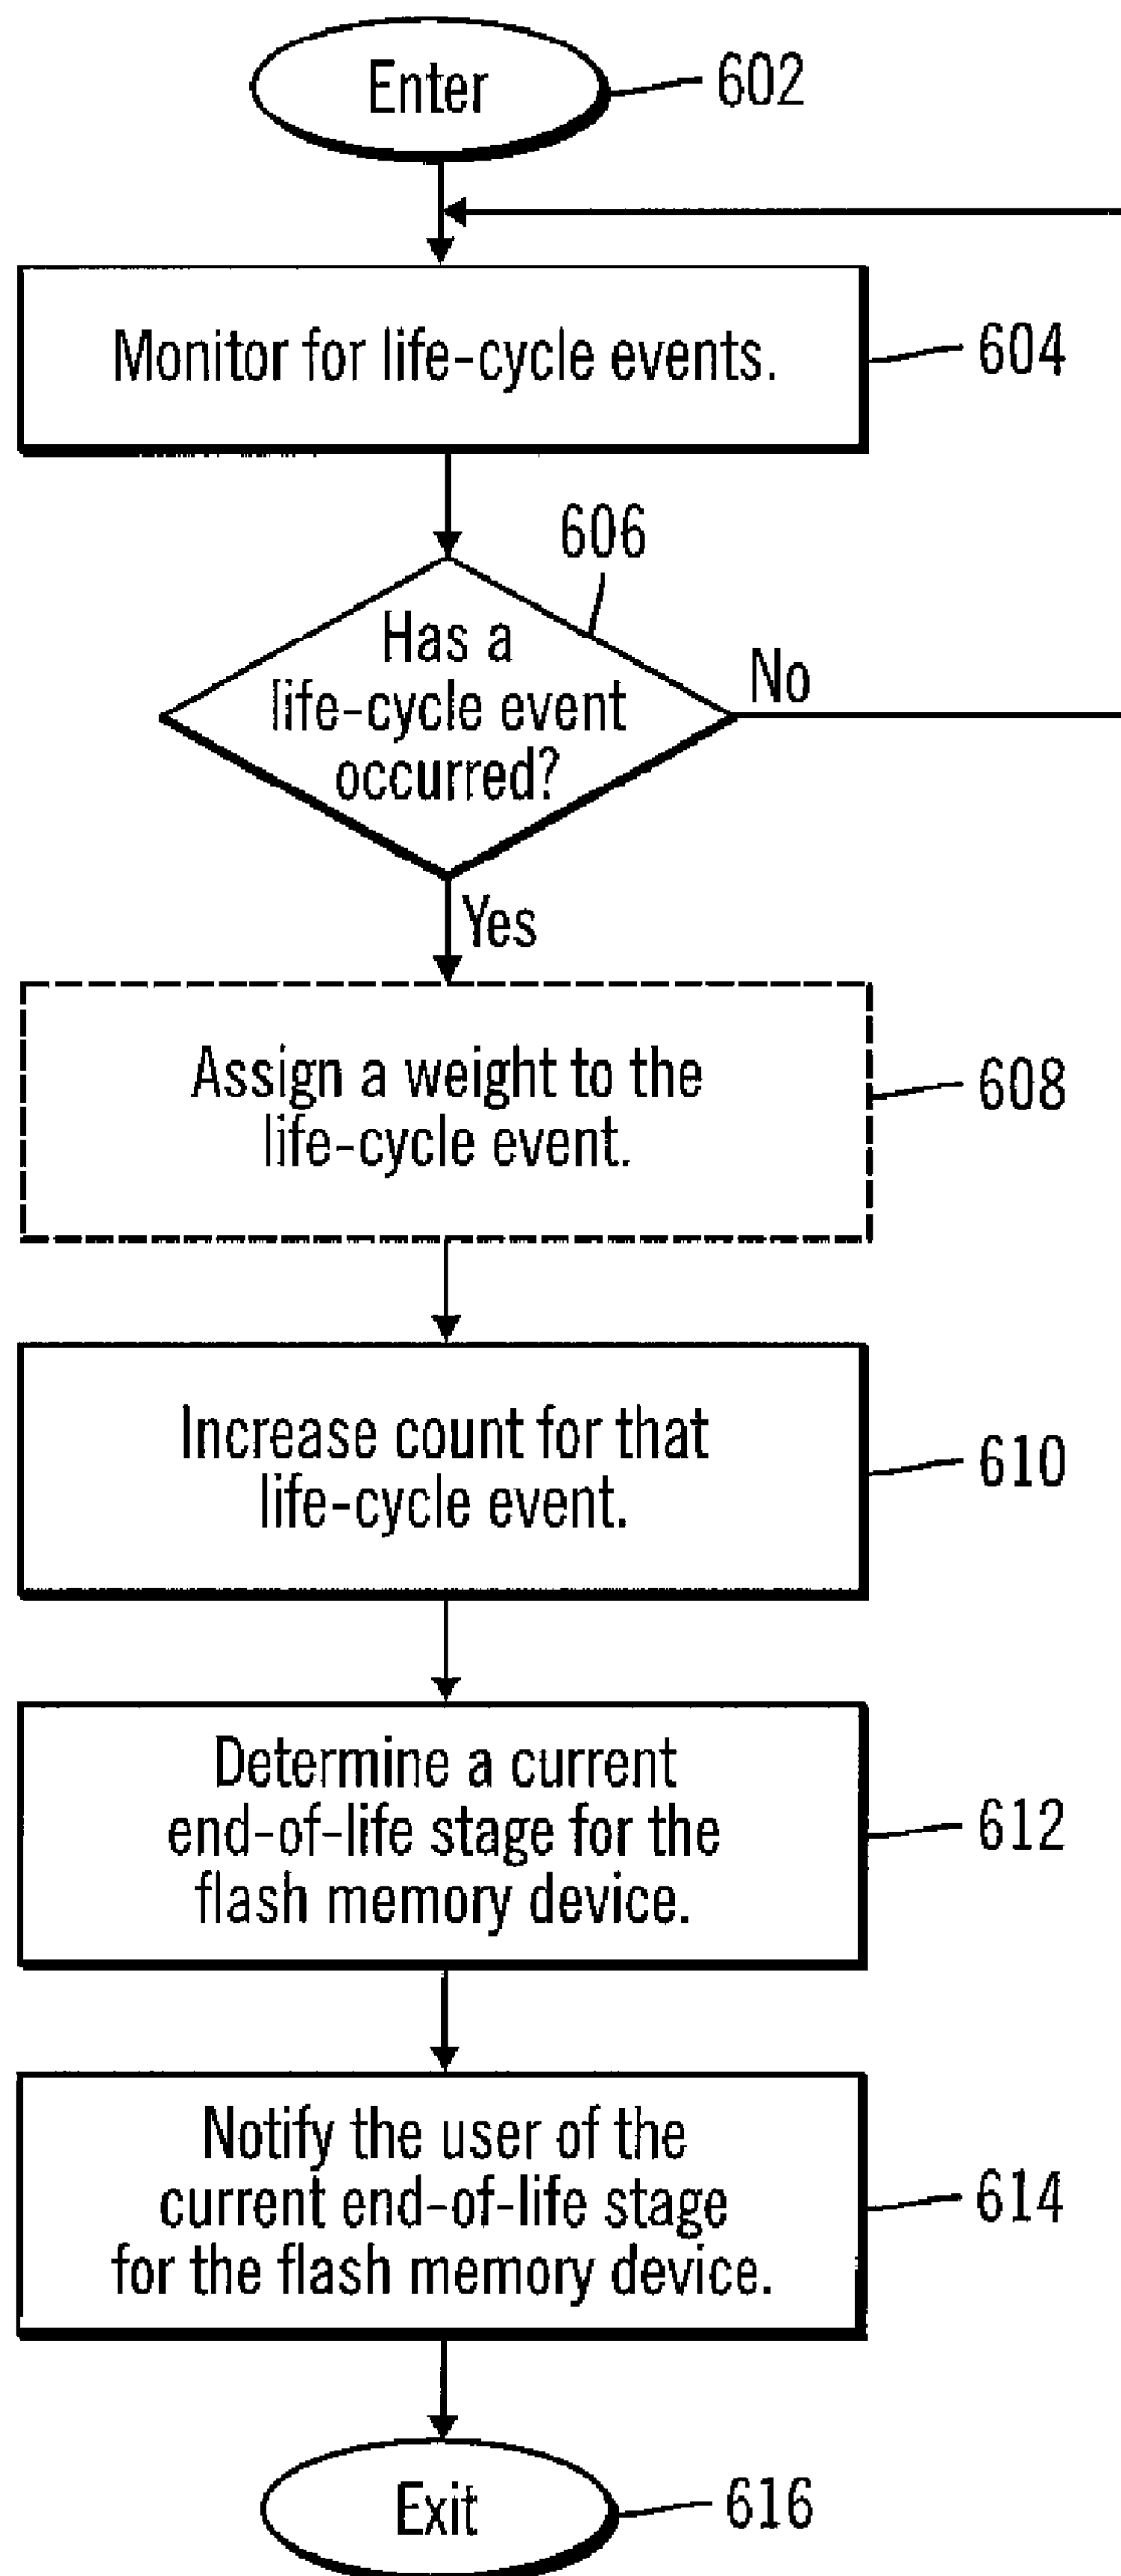 Enter
602
Monitor for life-cycle events.
604
606
Has a
life-cycle event
occurred?
No
Yes
Assign a weight to the
life-cycle event.
608
Increase count for that
life-cycle event.
610
Determine a current
end-of-life stage for the
flash memory device.
612
Notify the user of the
current end-of-life stage
for the flash memory device.
614
Exit
616